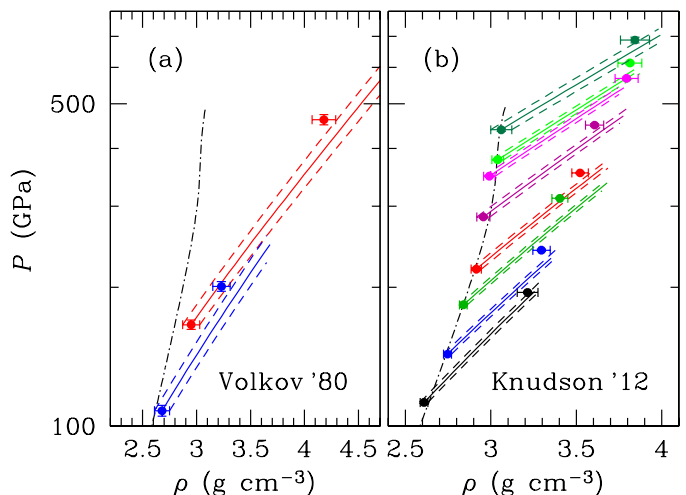 (a)
(b)
500
100
P (GPa)
Volkov '80
Knudson '12
2.5 3 3.5 4 4.5
2.5 3 3.5 4
ρ (g cm⁻³)
ρ (g cm⁻³)